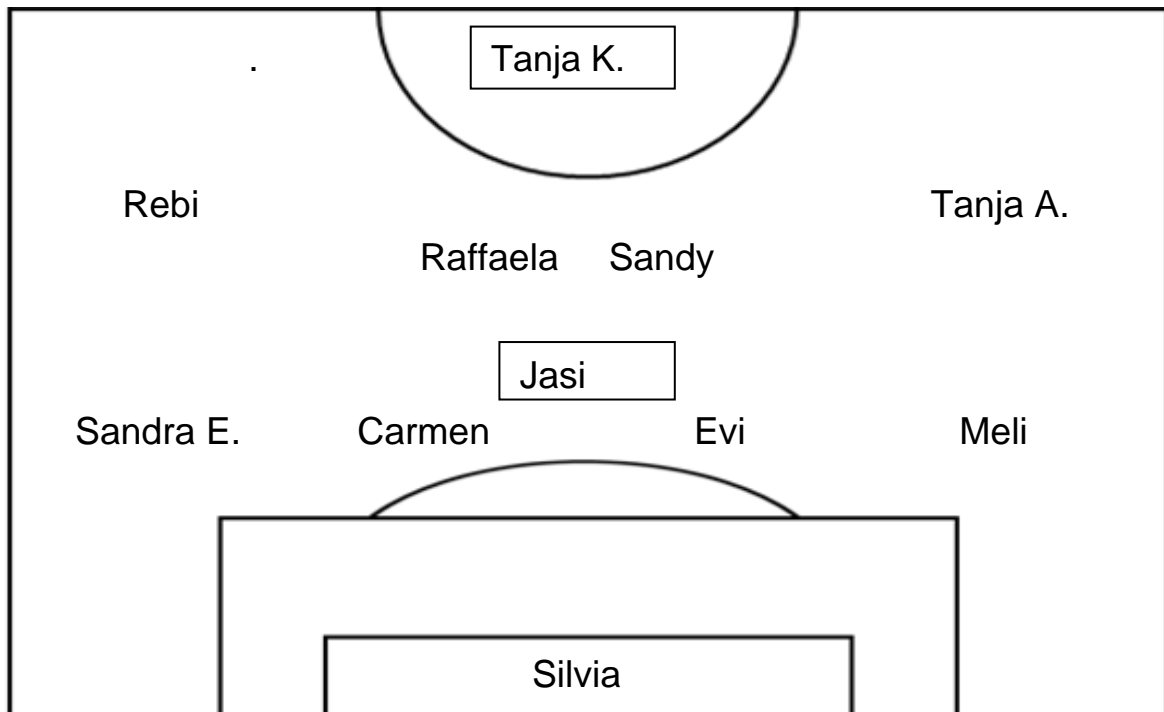 . Tanja K.
Rebi Tanja A.
Raffaela Sandy
Jasi
Sandra E. Carmen Evi Meli
Silvia